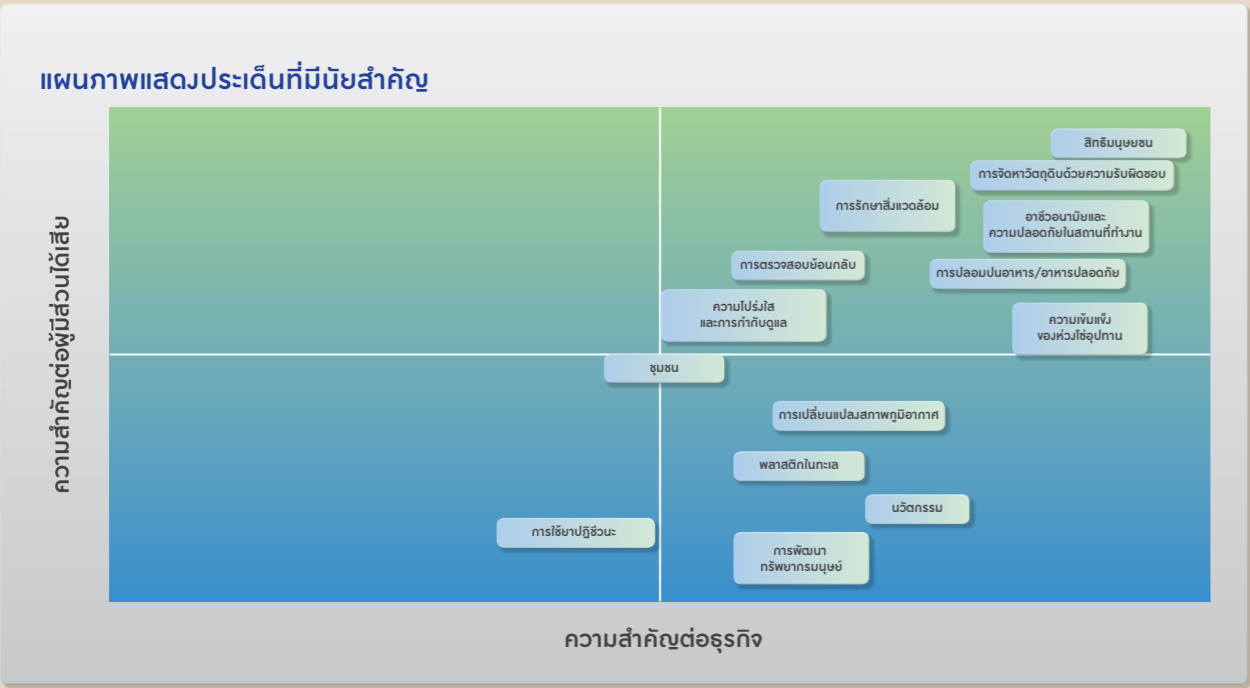 แผนภาพแสดงประเด็นที่มีนัยสำคัญ
ความสำคัญต่อผู้มีส่วนได้เสีย
สิทธิมนุษยชน
การจัดหาวัตถุดิบด้วยความรับผิดชอบ
การรักษาสิ่งแวดล้อม
อาชีวอนามัยและ
ความปลอดภัยในสถานที่ทำงาน
การตรวจสอบย้อนกลับ
การปลอมปนอาหาร/อาหารปลอดภัย
ความโปร่งใส
และการกำกับดูแล
ความเข้มแข็ง
ของห่วงโซ่อุปทาน
ชุมชน
การเปลี่ยนแปลงสภาพภูมิอากาศ
พลาสติกในทะเล
นวัตกรรม
การใช้ยาปฏิชีวนะ
การพัฒนา
ทรัพยากรมนุษย์
ความสำคัญต่อธุรกิจ